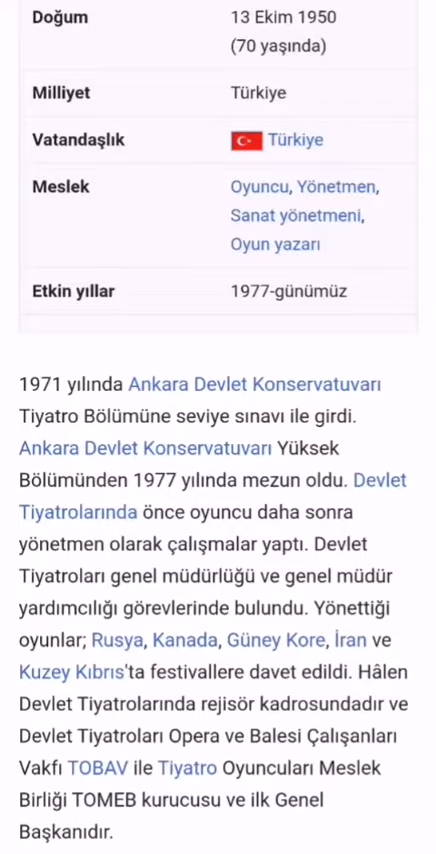 Doğum 13 Ekim 1950
(70 yaşında)
Milliyet Türkiye
Vatandaşlık Türkiye
Meslek Oyuncu, Yönetmen,
Sanat yönetmeni,
Oyun yazarı
Etkin yıllar 1977-günümüz
1971 yılında Ankara Devlet Konservatuvarı
Tiyatro Bölümüne seviye sınavı ile girdi.
Ankara Devlet Konservatuvarı Yüksek
Bölümünden 1977 yılında mezun oldu. Devlet
Tiyatrolarında önce oyuncu daha sonra
yönetmen olarak çalışmalar yaptı. Devlet
Tiyatroları genel müdürlüğü ve genel müdür
yardımcılığı görevlerinde bulundu. Yönettiği
oyunlar; Rusya, Kanada, Güney Kore, İran ve
Kuzey Kıbrıs'ta festivallere davet edildi. Hâlen
Devlet Tiyatrolarında rejisör kadrosundadır ve
Devlet Tiyatroları Opera ve Balesi Çalışanları
Vakfı TOBAV ile Tiyatro Oyuncuları Meslek
Birliği TOMEB kurucusu ve ilk Genel
Başkanıdır.